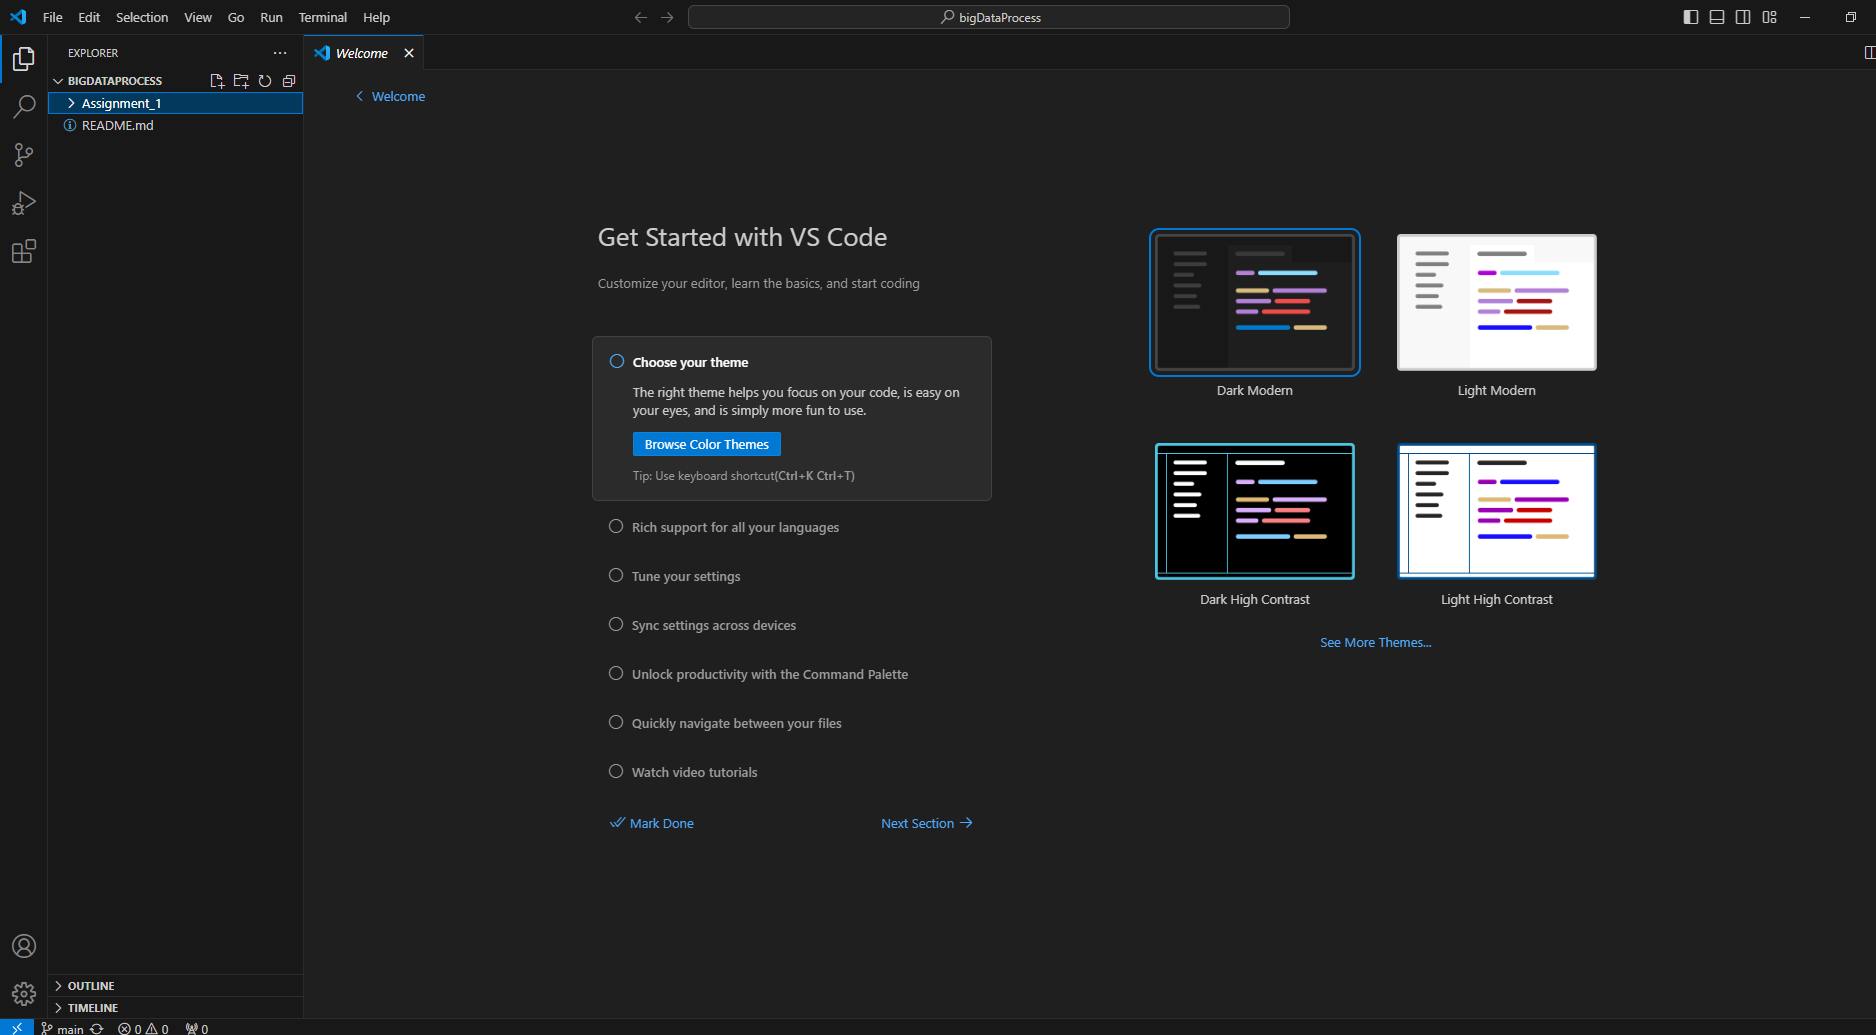 File Edit Selection View Go Run Terminal Help
bigDataProcess
EXPLORER
Welcome
BIGDATAPROCESS
Assignment_1
README.md
Welcome
Get Started with VS Code
Customize your editor, learn the basics, and start coding
Choose your theme
The right theme helps you focus on your code, is easy on
your eyes, and is simply more fun to use.
Browse Color Themes
Tip: Use keyboard shortcut(Ctrl+K Ctrl+T)
Rich support for all your languages
Tune your settings
Sync settings across devices
Unlock productivity with the Command Palette
Quickly navigate between your files
Watch video tutorials
Mark Done
Next Section
Dark Modern
Light Modern
Dark High Contrast
Light High Contrast
See More Themes...
OUTLINE
TIMELINE
main 0 0 0